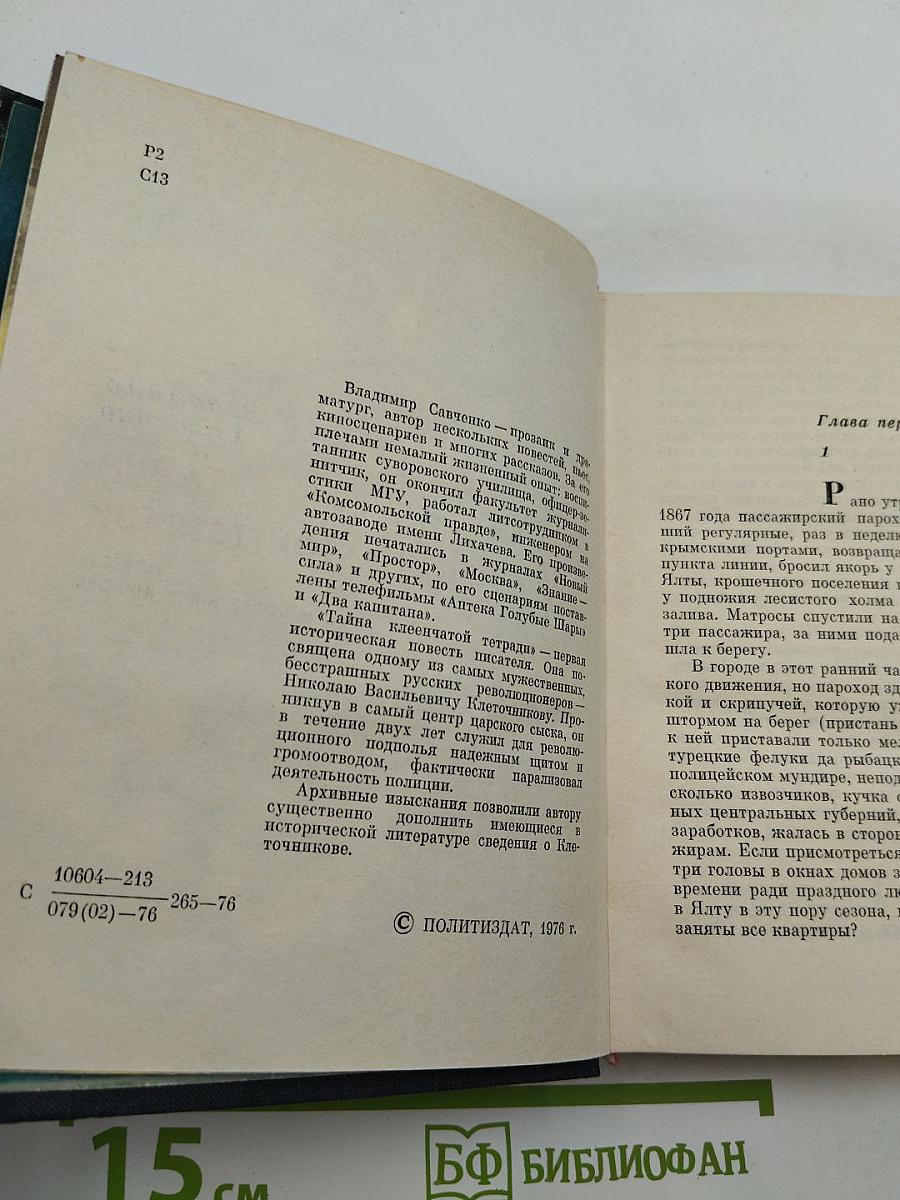 Р2
С13
Владимир Савченко — прозаик и дра-
матург, автор нескольких повестей, пьес,
киносценариев и многих рассказов. За его
плечами немалый жизненный опыт: воспи-
танник суворовского училища, офицер-зе-
нитчик, он окончил факультет журнали-
стики МГУ, работал литсотрудником в
«Комсомольской правде», инженером на
автозаводе имени Лихачева. Его произве-
дения печатались в журналах «Новый
мир», «Простор», «Москва», «Знание —
сила» и других, по его сценариям постав-
лены телефильмы «Аптека Голубые Шары»
и «Два капитана».
«Тайна клеенчатой тетради» — первая
историческая повесть писателя. Она по-
священа одному из самых мужественных,
бесстрашных русских революционеров —
Николаю Васильевичу Клеточникову. Про-
никнув в самый центр царского сыска, он
в течение двух лет служил для револю-
ционного подполья надежным щитом и
громоотводом, фактически парализовал
деятельность полиции.
Архивные изыскания позволили автору
существенно дополнить имеющиеся в
исторической литературе сведения о Кле-
точникове.
С 10604—213
079(02)—76 265—76
© ПОЛИТИЗДАТ, 1976 г.
Глава пер
1
Рано ут
1867 года пассажирский парох
ший регулярные, раз в неделю
крымскими портами, возвраща
пункта линии, бросил якорь у
Ялты, крошечного поселения
у подножия лесистого холма
залива. Матросы спустили на
три пассажира, за ними пода
шла к берегу.
В городе в этот ранний ча
кого движения, но пароход зд
кой и скрипучей, которую у
штормом на берег (пристань
к ней приставали только мел
турецкие фелуки да рыбацк
полицейском мундире, непод
сколько извозчиков, кучка
ных центральных губерний,
заработков, жалась в сторон
жирам. Если присмотреться
три головы в окнах домов з
времени ради праздного лю
в Ялту в эту пору сезона,
заняты все квартиры?
15 см
БФ БИБЛИОФАН